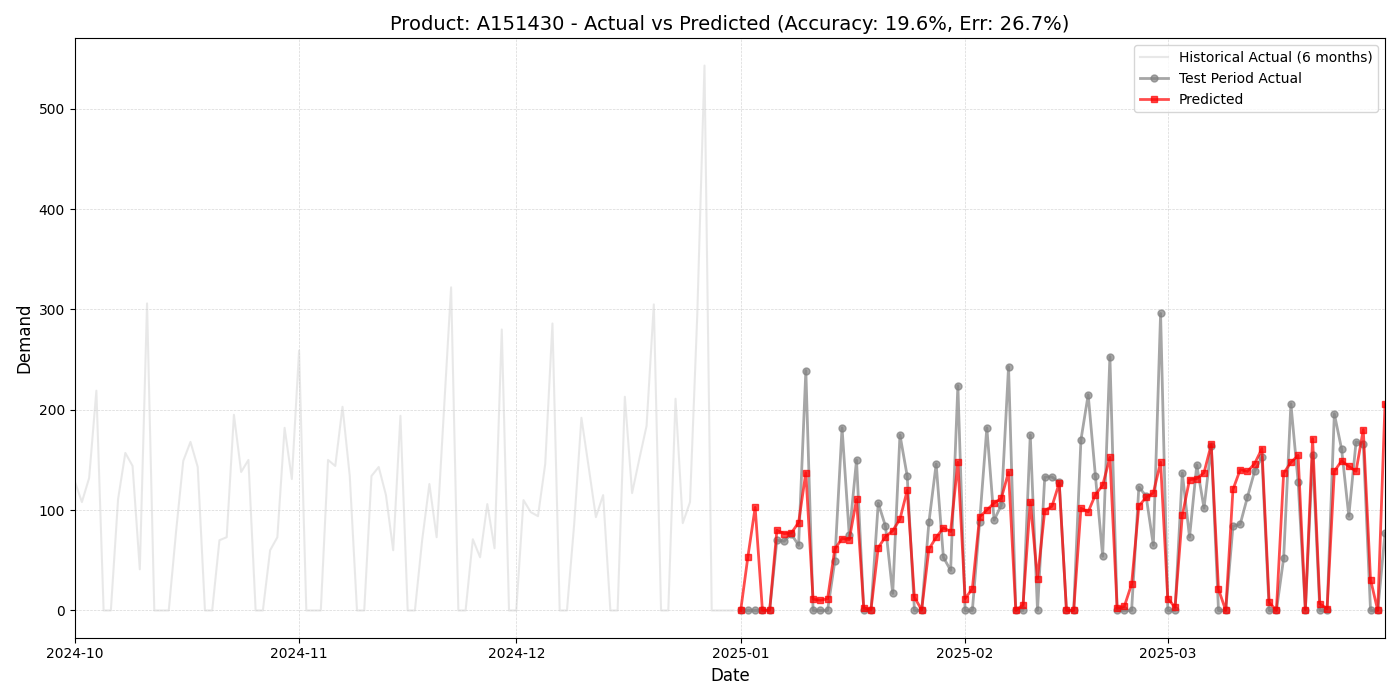 Product: A151430 - Actual vs Predicted (Accuracy: 19.6%, Err: 26.7%)
Historical Actual (6 months)
Test Period Actual
Predicted
Demand
500
400
300
200
100
0
2024-10
2024-11
2024-12
2025-01
2025-02
2025-03
Date